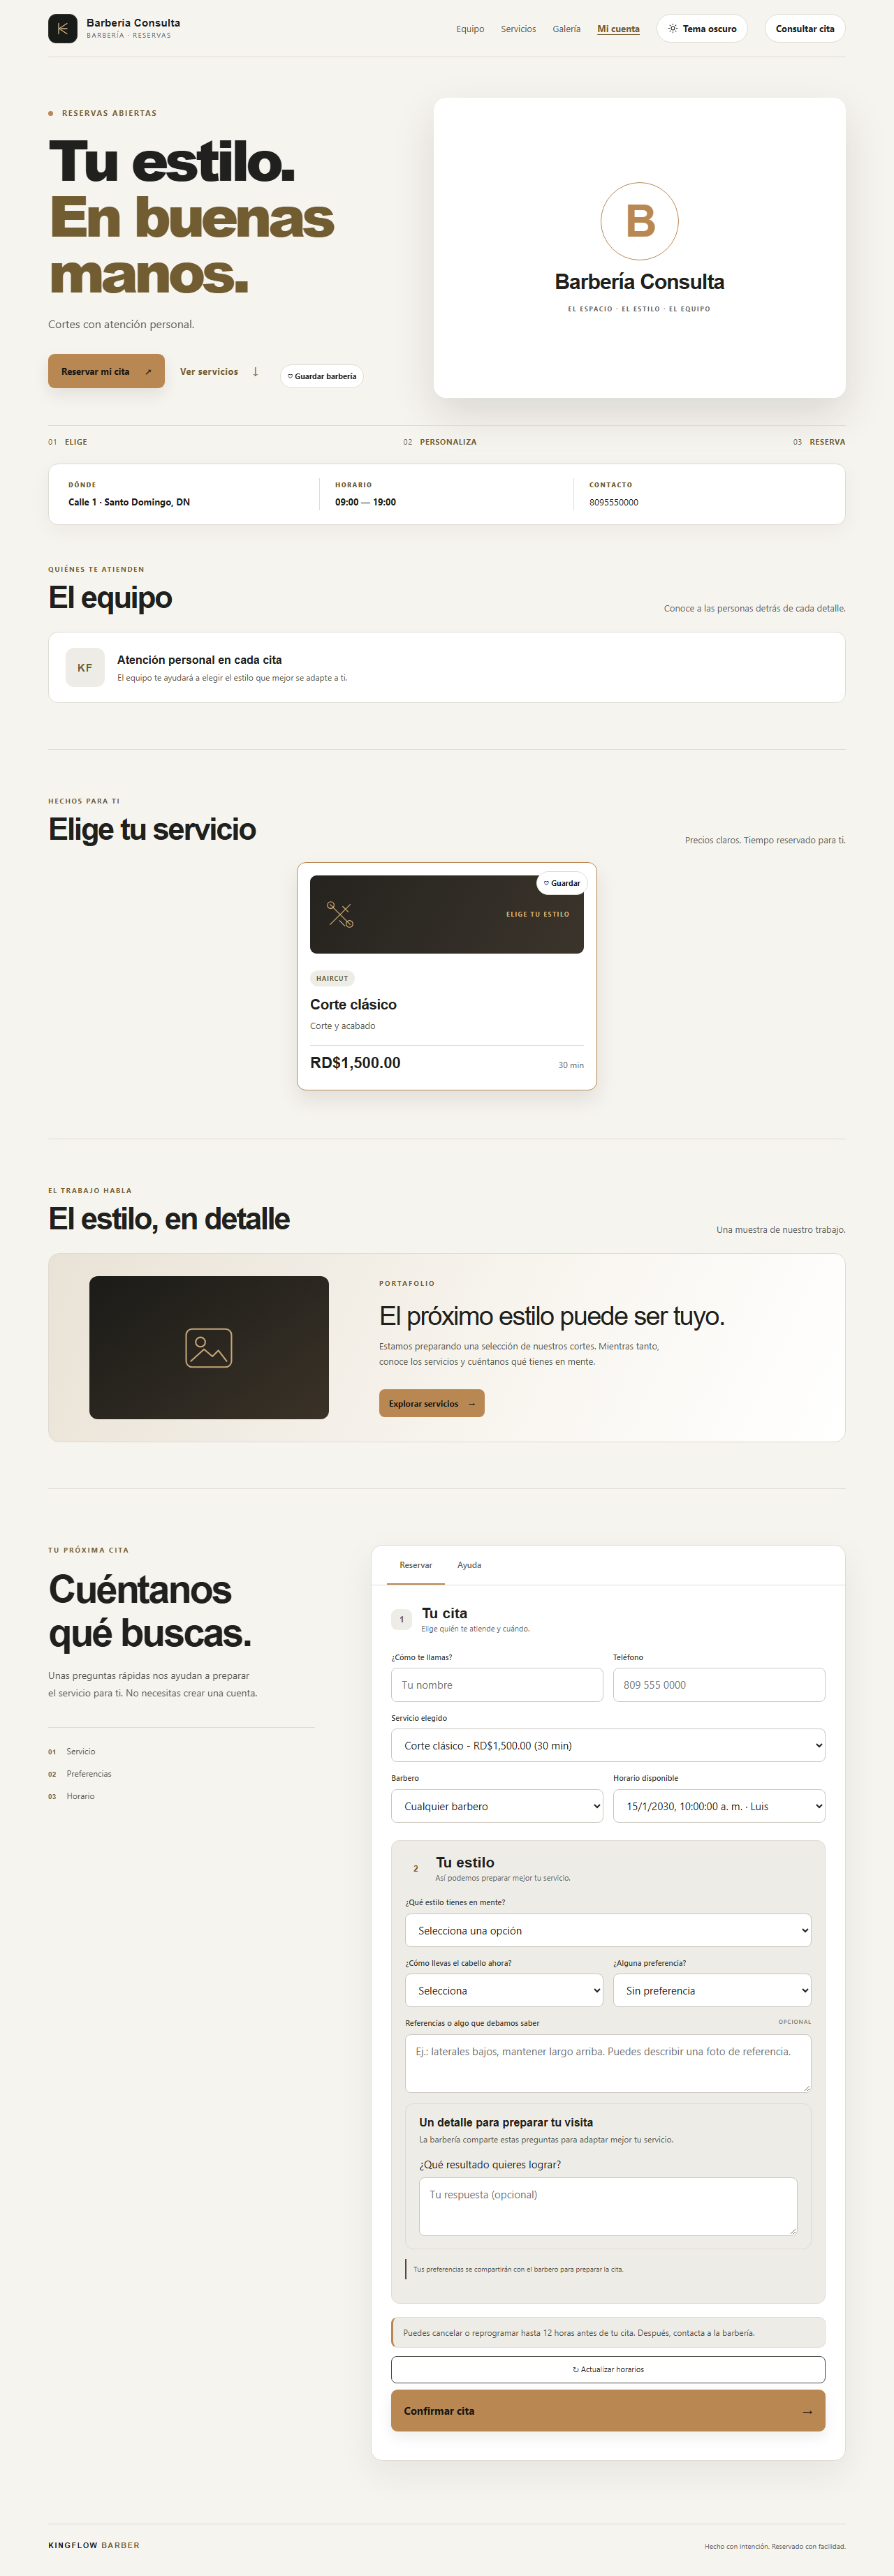 Barbería Consulta
BARBERÍA · RESERVAS
Equipo Servicios Galería Mi cuenta Tema oscuro Consultar cita
RESERVAS ABIERTAS
Tu estilo.
En buenas
manos.
Cortes con atención personal.
Reservar mi cita ↗ Ver servicios ↓ Guardar barbería
B
Barbería Consulta
EL ESPACIO · EL ESTILO · EL EQUIPO
01 ELIGE 02 PERSONALIZA 03 RESERVA
DÓNDE
Calle 1 · Santo Domingo, DN
HORARIO
09:00 — 19:00
CONTACTO
8095550000
QUIÉNES TE ATIENDEN
El equipo
Conoce a las personas detrás de cada detalle.
KF
Atención personal en cada cita
El equipo te ayudará a elegir el estilo que mejor se adapte a ti.
HECHOS PARA TI
Elige tu servicio
Precios claros. Tiempo reservado para ti.
Guardar
ELIGE TU ESTILO
HAIRCUT
Corte clásico
Corte y acabado
RD$1,500.00 30 min
EL TRABAJO HABLA
El estilo, en detalle
Una muestra de nuestro trabajo.
PORTAFOLIO
El próximo estilo puede ser tuyo.
Estamos preparando una selección de nuestros cortes. Mientras tanto,
conoce los servicios y cuéntanos qué tienes en mente.
Explorar servicios →
TU PRÓXIMA CITA
Cuéntanos
qué buscas.
Unas preguntas rápidas nos ayudan a preparar
el servicio para ti. No necesitas crear una cuenta.
01 Servicio
02 Preferencias
03 Horario
Reservar Ayuda
1 Tu cita
Elige quién te atiende y cuándo.
¿Cómo te llamas? Teléfono
Tu nombre 809 555 0000
Servicio elegido
Corte clásico - RD$1,500.00 (30 min)
Barbero Horario disponible
Cualquier barbero 15/1/2030, 10:00:00 a. m. · Luis
2 Tu estilo
Así podemos preparar mejor tu servicio.
¿Qué estilo tienes en mente?
Selecciona una opción
¿Cómo llevas el cabello ahora? ¿Alguna preferencia?
Selecciona Sin preferencia
Referencias o algo que debamos saber OPCIONAL
Ej.: laterales bajos, mantener largo arriba. Puedes describir una foto de referencia.
Un detalle para preparar tu visita
La barbería comparte estas preguntas para adaptar mejor tu servicio.
¿Qué resultado quieres lograr?
Tu respuesta (opcional)
Tus preferencias se compartirán con el barbero para preparar la cita.
Puedes cancelar o reprogramar hasta 12 horas antes de tu cita. Después, contacta a la barbería.
↻ Actualizar horarios
Confirmar cita →
KINGFLOW BARBER
Hecho con intención. Reservado con facilidad.